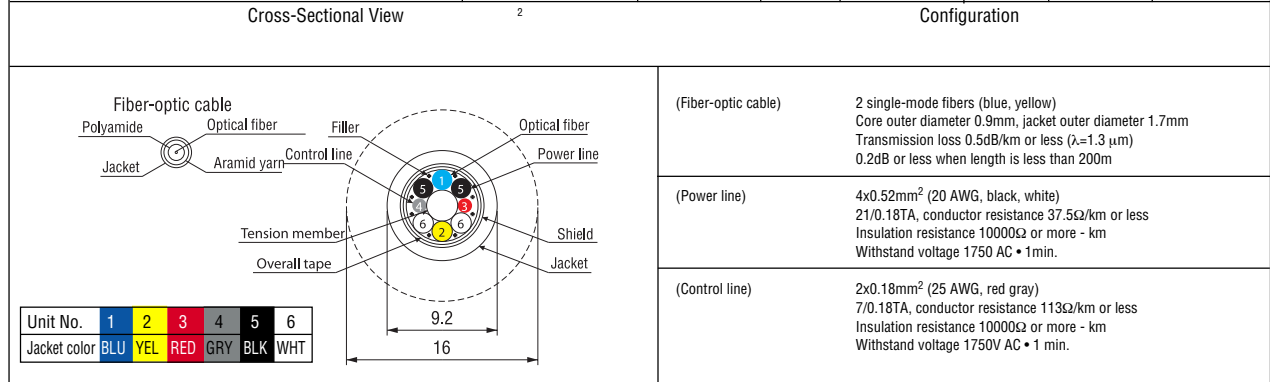 Cross-Sectional View
2
Configuration
Fiber-optic cable
Polyamide
Optical fiber
Jacket
Aramid yarn
Filler
Optical fiber
Control line
Power line
1
5
5
4
3
6
6
2
Tension member
Shield
Overall tape
Jacket
9.2
16
Unit No. 1 2 3 4 5 6
Jacket color BLU YEL RED GRY BLK WHT
(Fiber-optic cable) 2 single-mode fibers (blue, yellow)
Core outer diameter 0.9mm, jacket outer diameter 1.7mm
Transmission loss 0.5dB/km or less (λ=1.3 μm)
0.2dB or less when length is less than 200m
(Power line) 4x0.52mm² (20 AWG, black, white)
21/0.18TA, conductor resistance 37.5Ω/km or less
Insulation resistance 10000Ω or more - km
Withstand voltage 1750 AC • 1min.
(Control line) 2x0.18mm² (25 AWG, red gray)
7/0.18TA, conductor resistance 113Ω/km or less
Insulation resistance 10000Ω or more - km
Withstand voltage 1750V AC • 1 min.